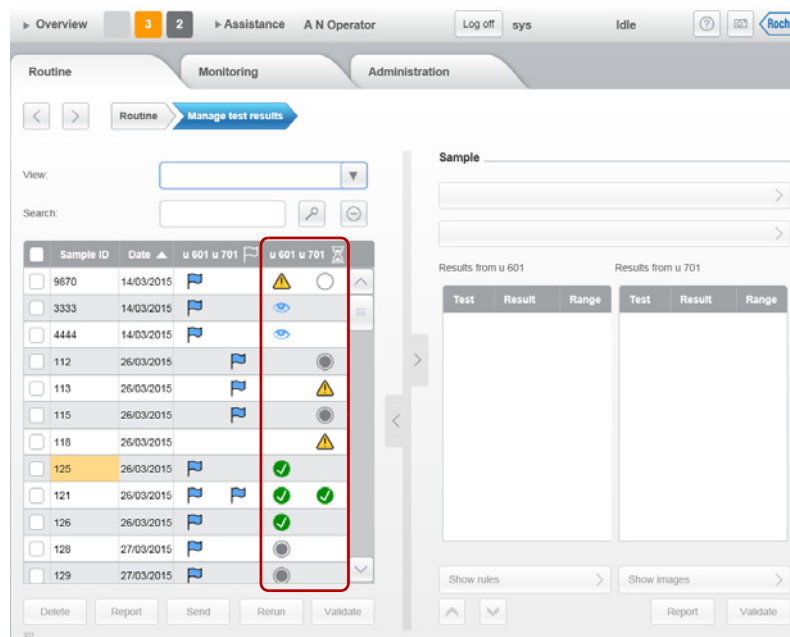 Overview 3 2 Assistance A N Operator Log off sys Idle ? Roch
Routine Monitoring Administration
Routine Manage test results
Sample
View:
Search:
Sample ID Date u 601 u 701 u 601 u 701
Results from u 601 Results from u 701
Test Result Range Test Result Range
9870 14/03/2015
3333 14/03/2015
4444 14/03/2015
112 26/03/2015
113 26/03/2015
115 26/03/2015
118 26/03/2015
125 26/03/2015
121 26/03/2015
126 26/03/2015
128 27/03/2015
129 27/03/2015
Show rules Show images
Delete Report Send Rerun Validate Report Validate